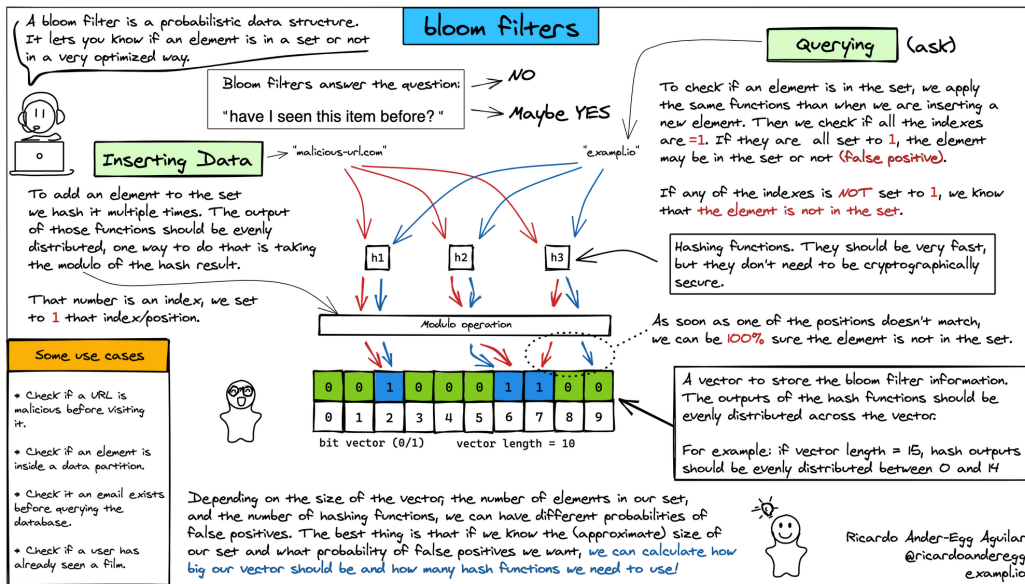 bloom filters
A bloom filter is a probabilistic data structure.
It lets you know if an element is in a set or not
in a very optimized way.
Bloom filters answer the question:
"have I seen this item before? "
NO
Maybe YES
Querying (ask)
To check if an element is in the set, we apply
the same functions than when we are inserting a
new element. Then we check if all the indexes
are =1. If they are all set to 1, the element
may be in the set or not (false positive).
If any of the indexes is NOT set to 1, we know
that the element is not in the set.
Inserting Data
"malicious-url.com"
"examp.io"
To add an element to the set
we hash it multiple times. The output
of those functions should be evenly
distributed, one way to do that is taking
the modulo of the hash result.
That number is an index, we set
to 1 that index/position.
h1 h2 h3
Hashing functions. They should be very fast,
but they don't need to be cryptographically
secure.
Modulo operation
As soon as one of the positions doesn't match,
we can be 100% sure the element is not in the set.
0 0 1 0 0 0 1 1 0 0
0 1 2 3 4 5 6 7 8 9
bit vector (0/1) vector length = 10
A vector to store the bloom filter information.
The outputs of the hash functions should be
evenly distributed across the vector.
For example: if vector length = 15, hash outputs
should be evenly distributed between 0 and 14
Some use cases
* Check if a URL is
malicious before visiting
it.
* Check if an element is
inside a data partition.
* Check it an email exists
before querying the
database.
* Check if a user has
already seen a film.
Depending on the size of the vector, the number of elements in our set,
and the number of hashing functions, we can have different probabilities of
false positives. The best thing is that if we know the (approximate) size of
our set and what probability of false positives we want, we can calculate how
big our vector should be and how many hash functions we need to use!
Ricardo Ander-Egg Aguilar
@ricardoanderegg
examp.io